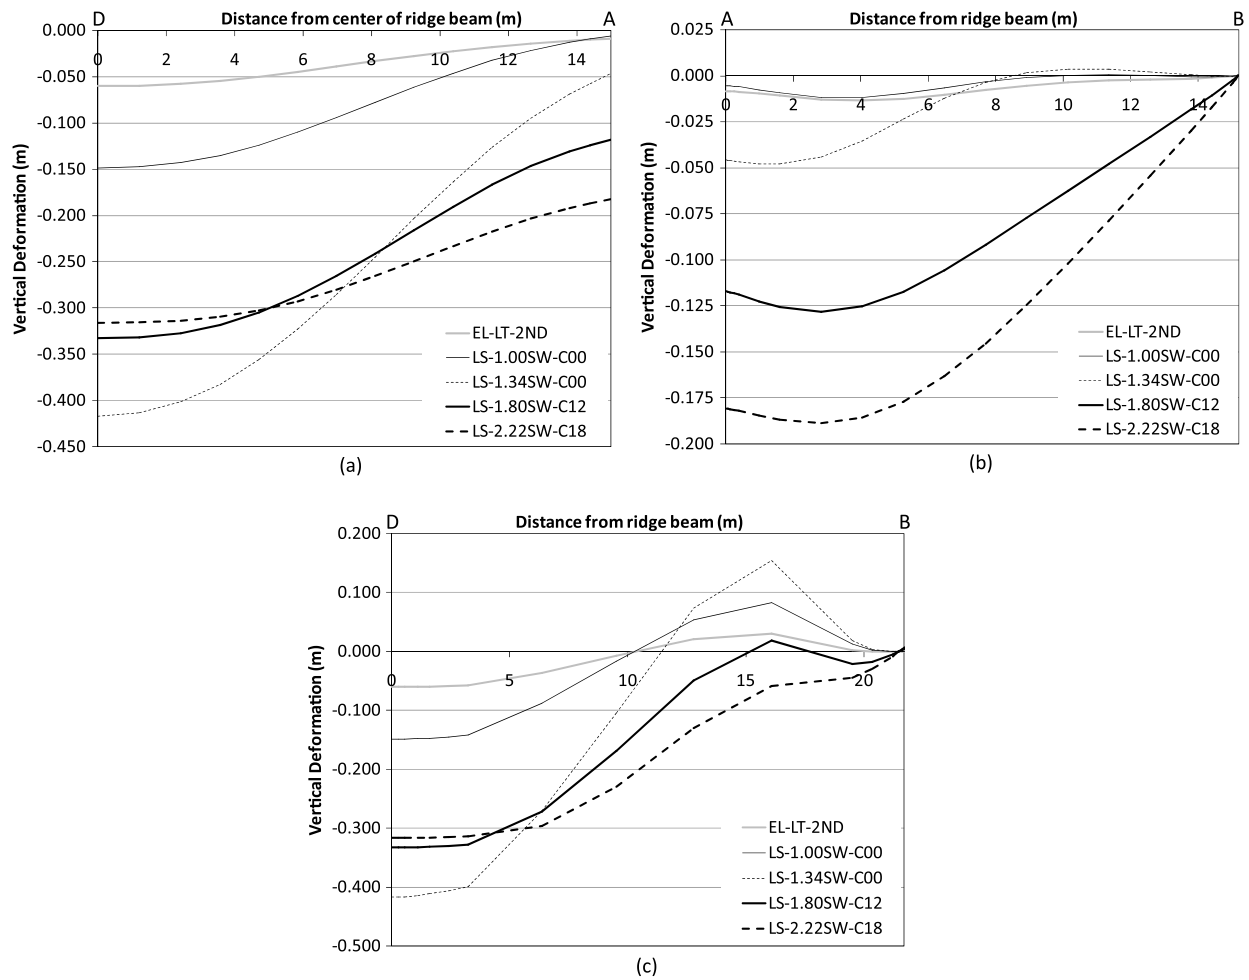 D Distance from center of ridge beam (m) A
0.000
0 2 4 6 8 10 12 14
-0.050
-0.100
-0.150
-0.200
-0.250
-0.300
-0.350
-0.400
-0.450
Vertical Deformation (m)
EL-LT-2ND
LS-1.00SW-C00
LS-1.34SW-C00
LS-1.80SW-C12
LS-2.22SW-C18
(a)
A Distance from ridge beam (m) B
0.025
0.000
0 2 4 6 8 10 12 14
-0.025
-0.050
-0.075
-0.100
-0.125
-0.150
-0.175
-0.200
Vertical Deformation (m)
EL-LT-2ND
LS-1.00SW-C00
LS-1.34SW-C00
LS-1.80SW-C12
LS-2.22SW-C18
(b)
D Distance from ridge beam (m) B
0.200
0.100
0.000
0 5 10 15 20
-0.100
-0.200
-0.300
-0.400
-0.500
Vertical Deformation (m)
EL-LT-2ND
LS-1.00SW-C00
LS-1.34SW-C00
LS-1.80SW-C12
LS-2.22SW-C18
(c)